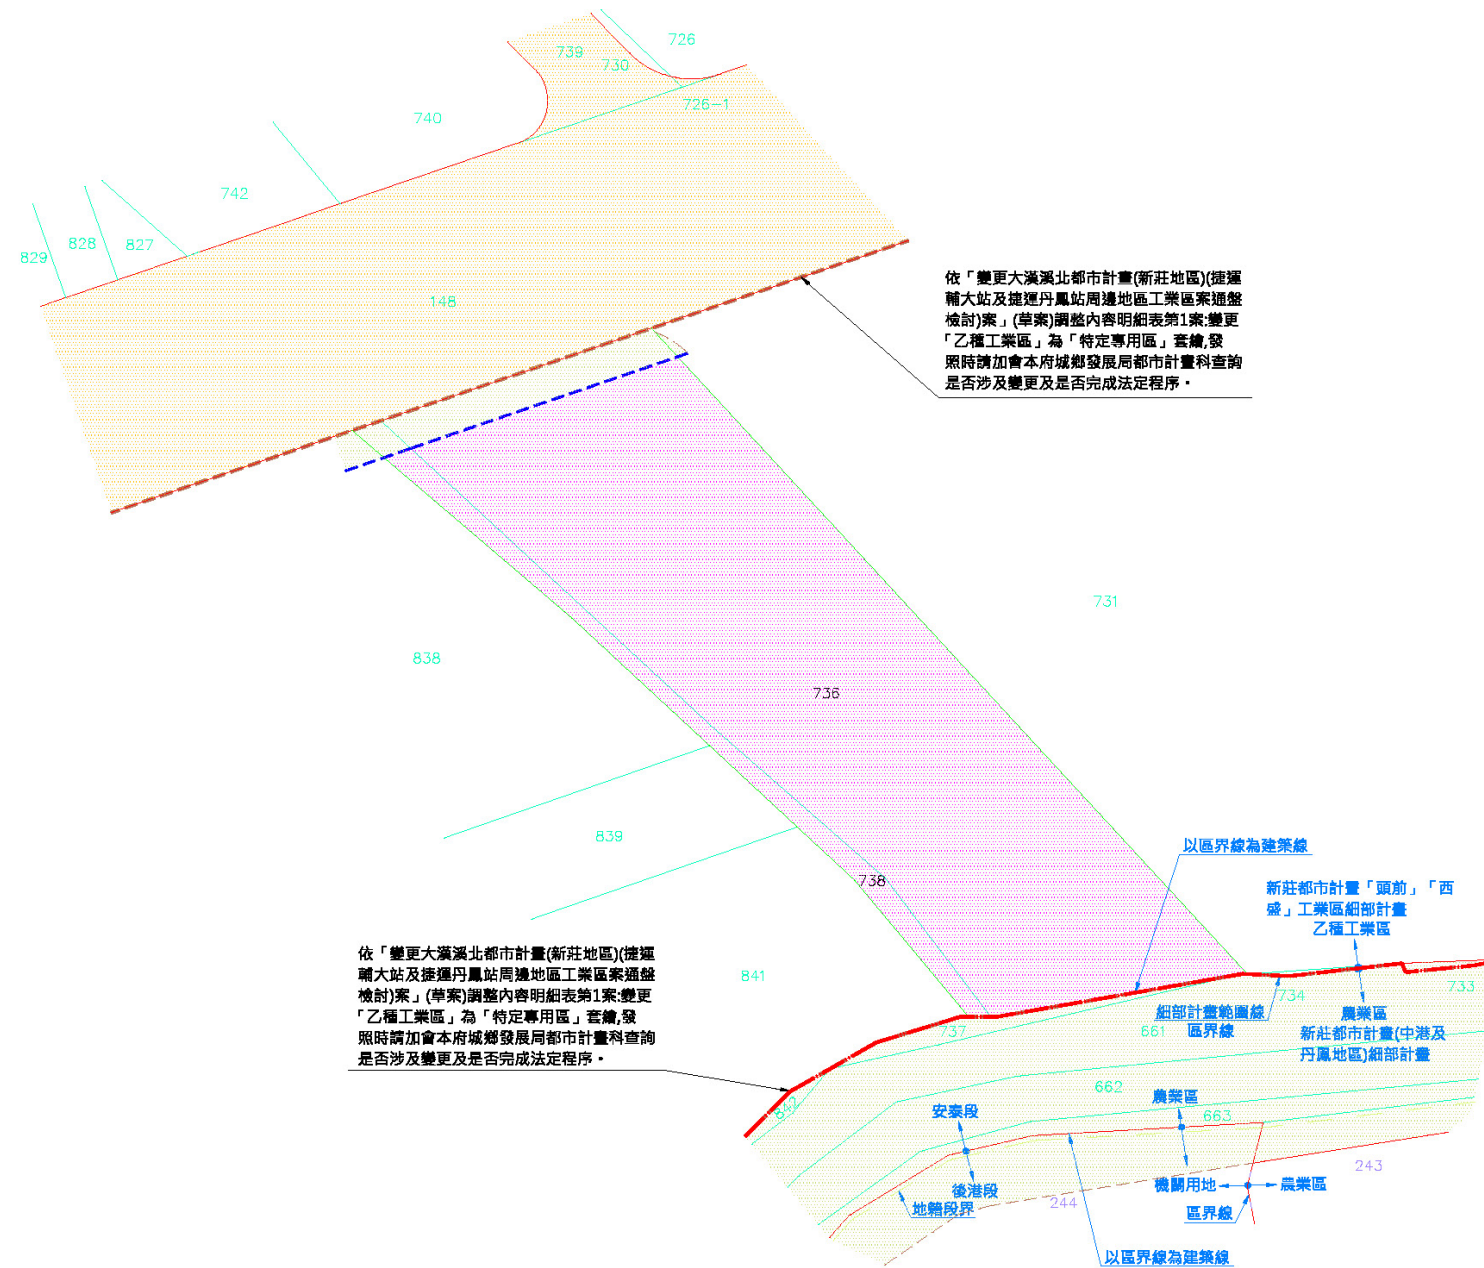 726
739
730
726-1
740
742
829
828
827
148
依「變更大漢溪北都市計畫(新莊地區)(捷運
輔大站及捷運丹鳳站周邊地區工業區案通盤
檢討)案」(草案)調整內容明細表第1案:變更
「乙種工業區」為「特定專用區」套繪,發
照時請加會本府城鄉發展局都市計畫科查詢
是否涉及變更及是否完成法定程序。
731
838
736
839
738
以區界線為建築線
新莊都市計畫「頭前」「西
盛」工業區細部計畫
乙種工業區
依「變更大漢溪北都市計畫(新莊地區)(捷運
輔大站及捷運丹鳳站周邊地區工業區案通盤
檢討)案」(草案)調整內容明細表第1案:變更
「乙種工業區」為「特定專用區」套繪,發
照時請加會本府城鄉發展局都市計畫科查詢
是否涉及變更及是否完成法定程序。
841
734
733
細部計畫範圍線
區界線
農業區
新莊都市計畫(中港及
丹鳳地區)細部計畫
737
661
662
農業區
663
安泰段
後港段
地籍段界
244
243
機關用地
農業區
區界線
以區界線為建築線